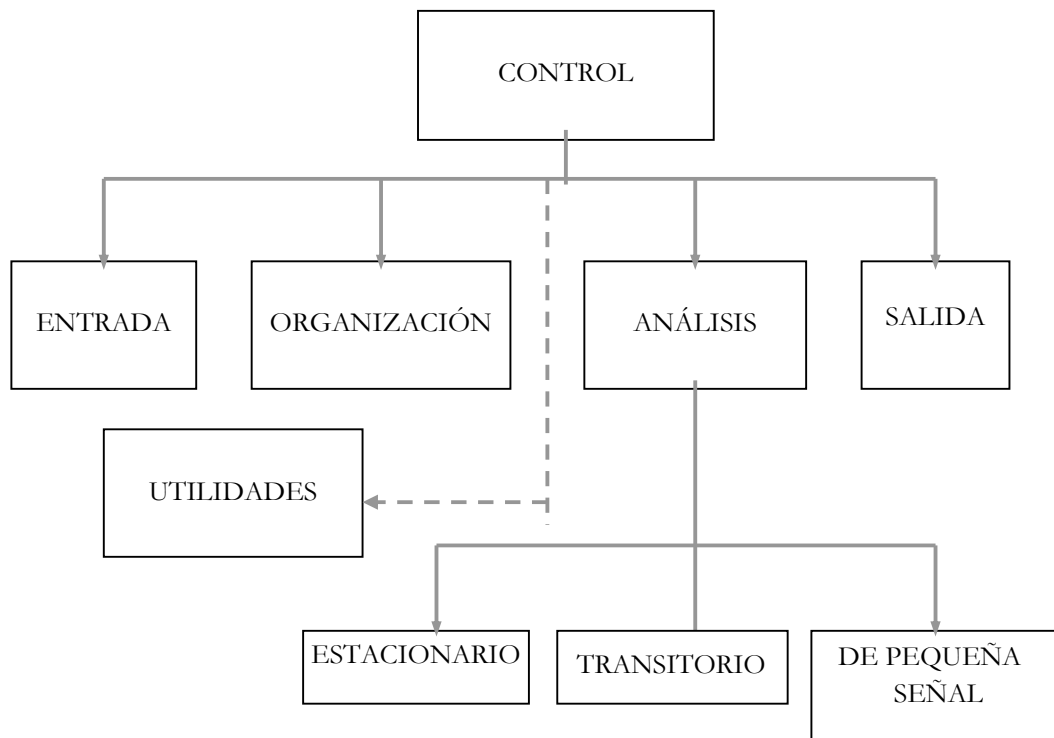 CONTROL
ENTRADA
ORGANIZACIÓN
ANÁLISIS
SALIDA
UTILIDADES
ESTACIONARIO
TRANSITORIO
DE PEQUEÑA
SEÑAL